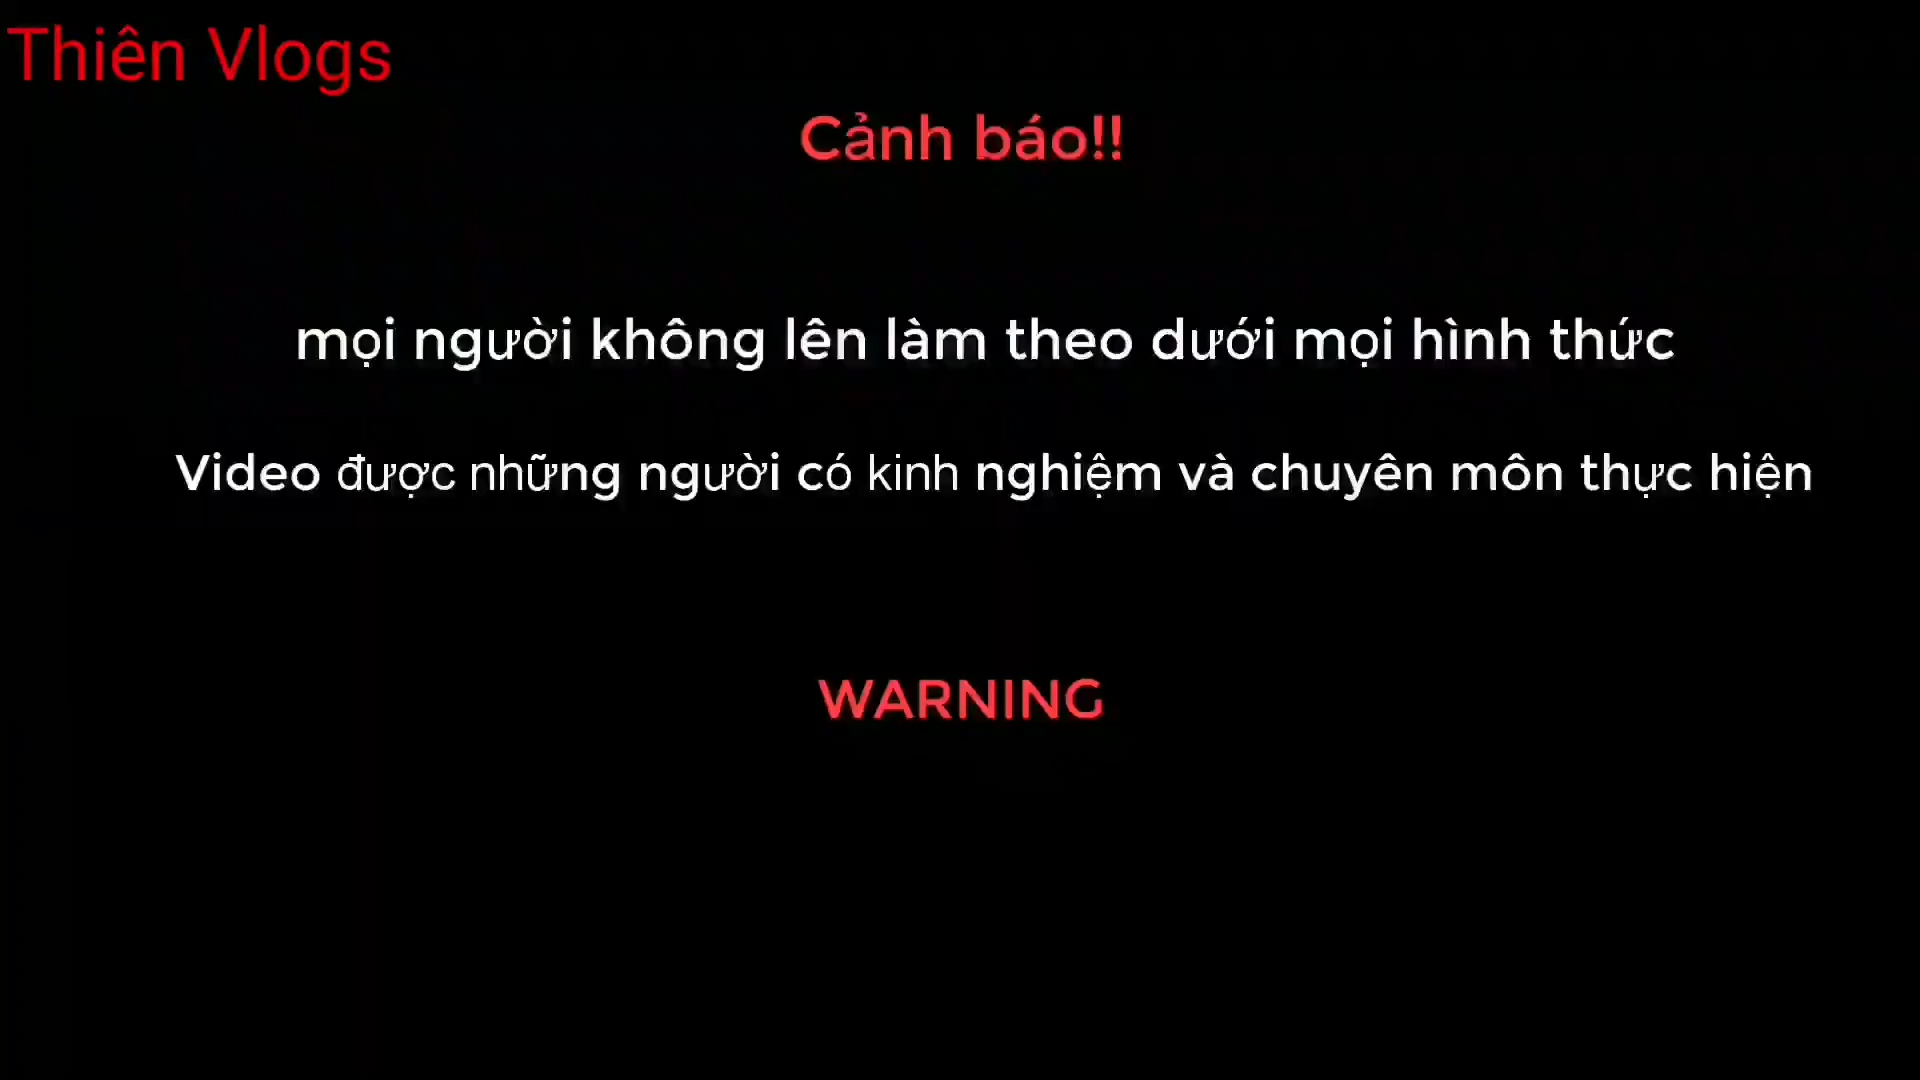 Thiên Vlogs
Cảnh báo!!
mọi người không lên làm theo dưới mọi hình thức
Video được những người có kinh nghiệm và chuyên môn thực hiện
WARNING